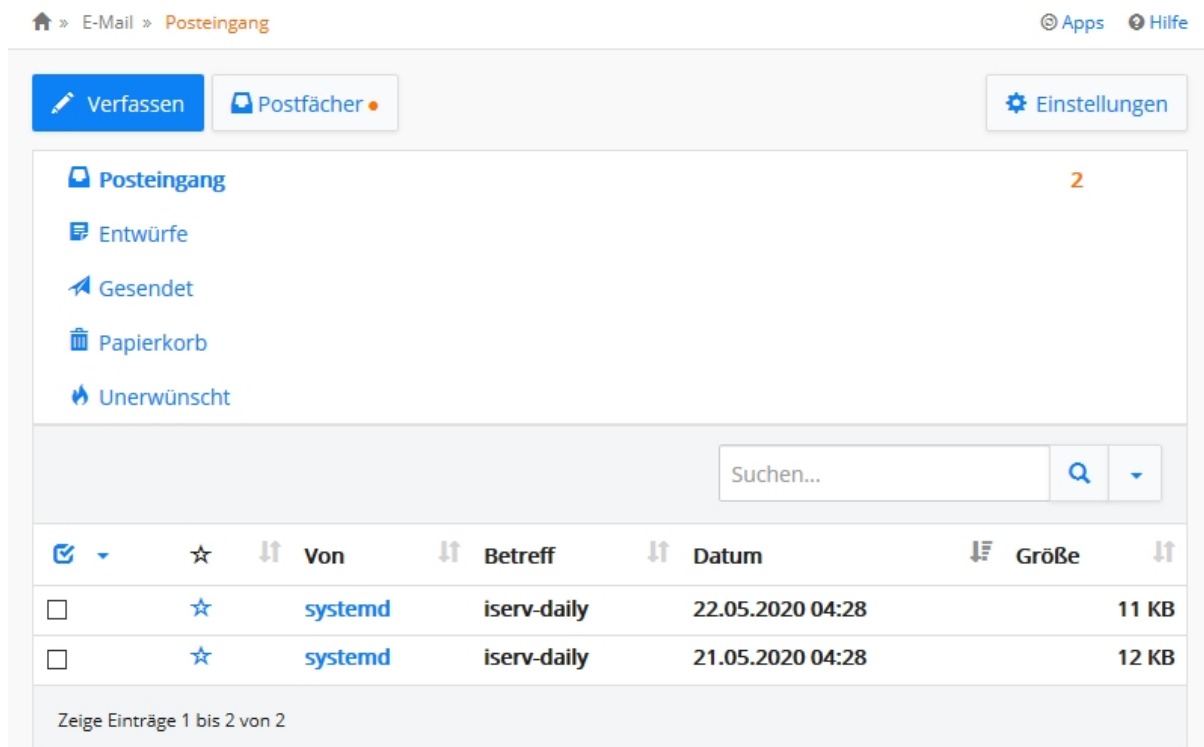 » E-Mail » Posteingang Apps Hilfe
Verfassen Postfächer Einstellungen
Posteingang 2
Entwürfe
Gesendet
Papierkorb
Unerwünscht
Suchen...
Von Betreff Datum Größe
systemd iserv-daily 22.05.2020 04:28 11 KB
systemd iserv-daily 21.05.2020 04:28 12 KB
Zeige Einträge 1 bis 2 von 2